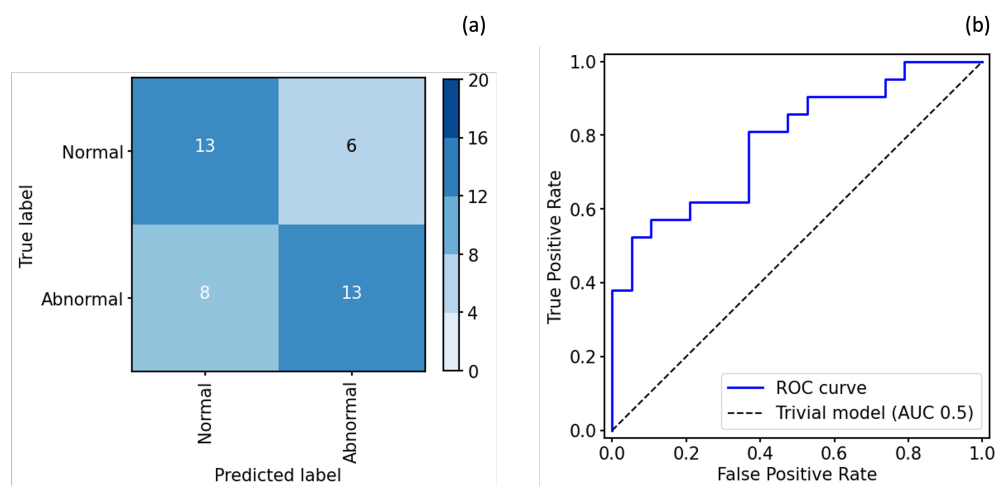 (a)
True label
Normal
Abnormal
13
6
8
13
Normal
Abnormal
Predicted label
20
16
12
8
4
0
(b)
True Positive Rate
1.0
0.8
0.6
0.4
0.2
0.0
ROC curve
Trivial model (AUC 0.5)
0.0
0.2
0.4
0.6
0.8
1.0
False Positive Rate